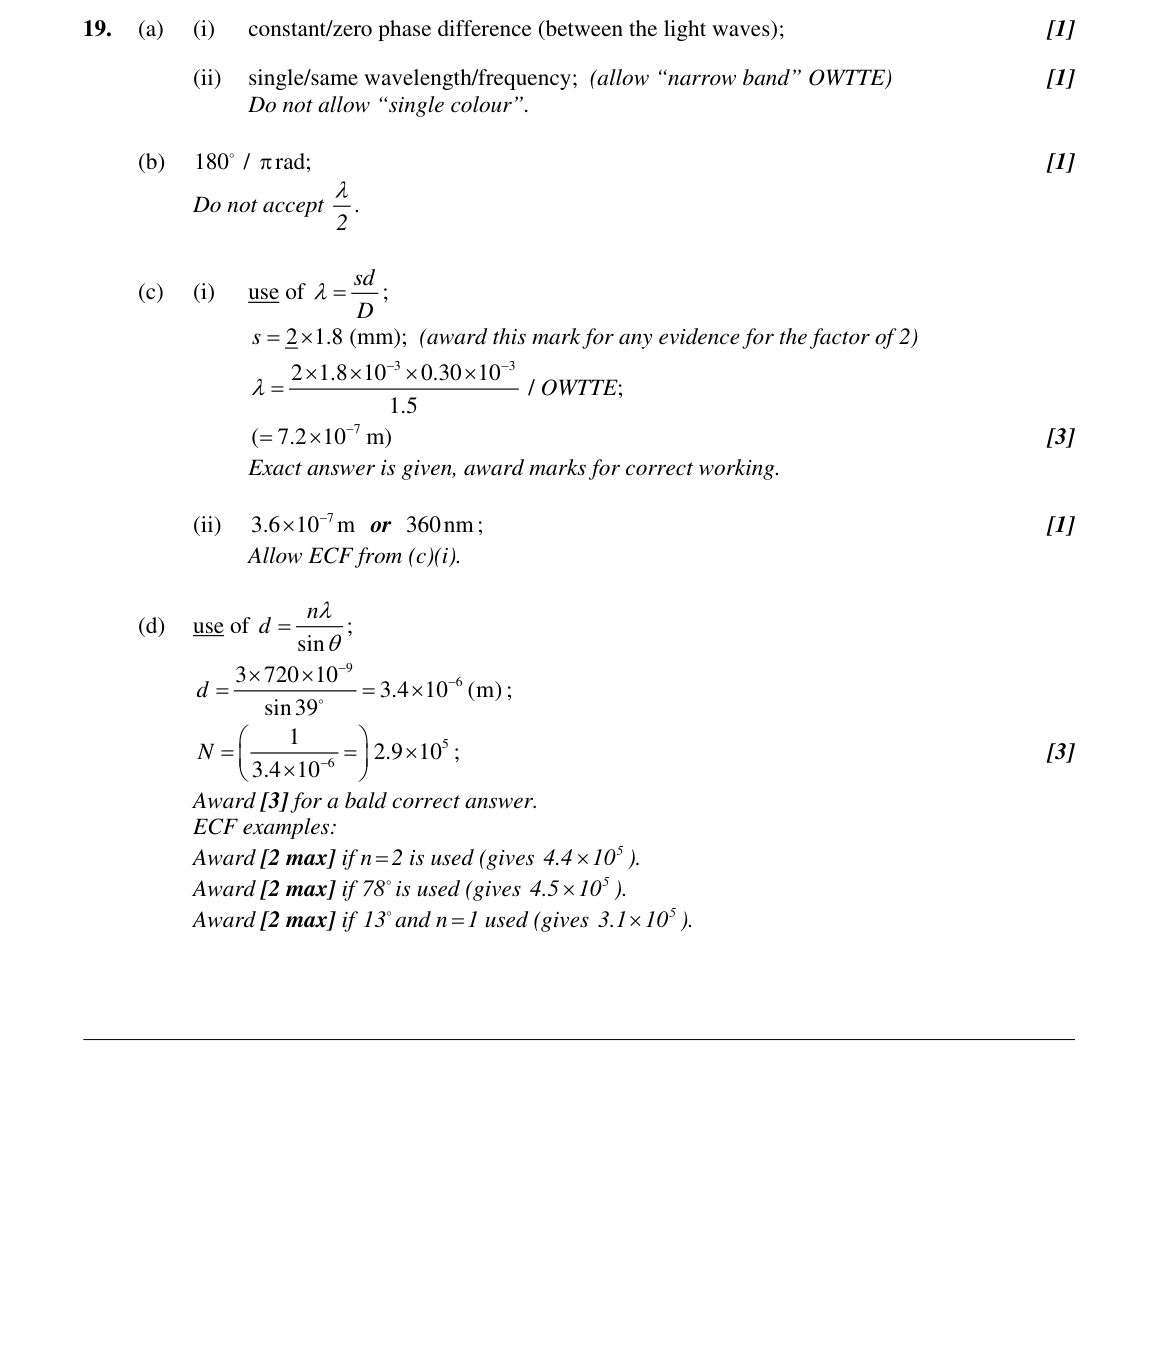 19. (a) (i) constant/zero phase difference (between the light waves); [1]
(ii) single/same wavelength/frequency; (allow “narrow band” OWTTE) [1]
Do not allow “single colour”.
(b) 180° / π rad; [1]
Do not accept λ/2.
(c) (i) use of λ = sd/D;
s = 2×1.8 (mm); (award this mark for any evidence for the factor of 2)
λ = 2×1.8×10⁻³×0.30×10⁻³/1.5 / OWTTE;
(= 7.2×10⁻⁷ m) [3]
Exact answer is given, award marks for correct working.
(ii) 3.6×10⁻⁷ m or 360 nm; [1]
Allow ECF from (c)(i).
(d) use of d = nλ/sin θ;
d = 3×720×10⁻⁹/sin 39° = 3.4×10⁻⁶ (m);
N = (1/3.4×10⁻⁶ =) 2.9×10⁵; [3]
Award [3] for a bald correct answer.
ECF examples:
Award [2 max] if n=2 is used (gives 4.4×10⁵).
Award [2 max] if 78° is used (gives 4.5×10⁵).
Award [2 max] if 13° and n=1 used (gives 3.1×10⁵).